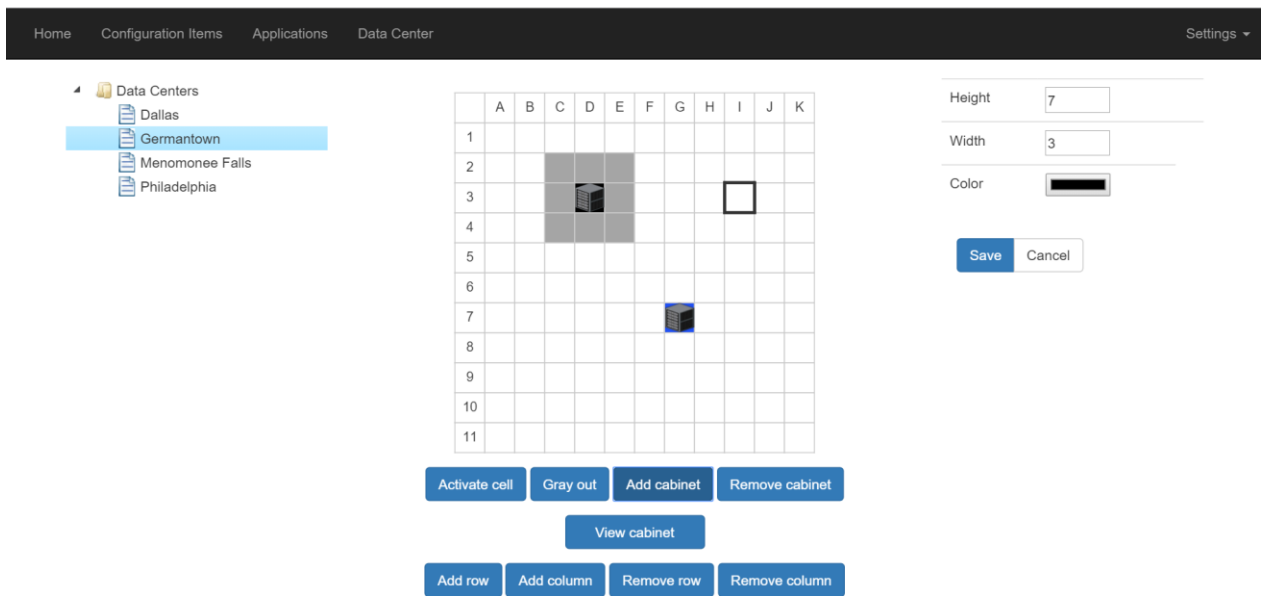 Home Configuration Items Applications Data Center Settings
Data Centers
Dallas
Germantown
Menomonee Falls
Philadelphia
A B C D E F G H I J K
1
2
3
4
5
6
7
8
9
10
11
Activate cell Gray out Add cabinet Remove cabinet
View cabinet
Add row Add column Remove row Remove column
Height 7
Width 3
Color
Save Cancel